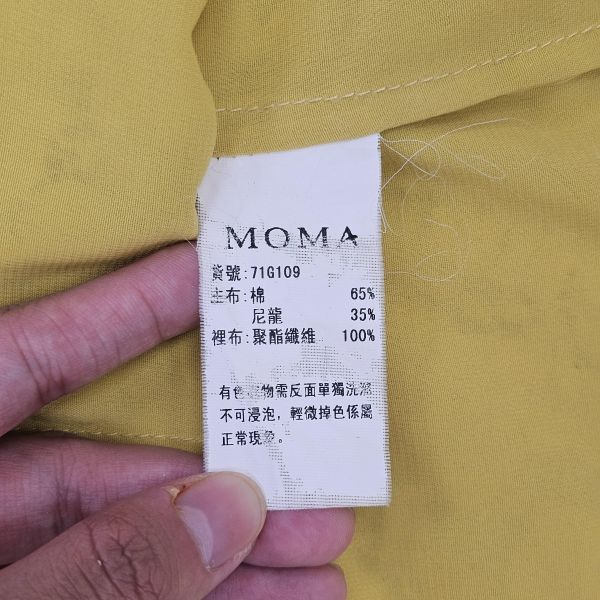 MOMA
貨號:71G109
主布:棉 65%
尼龍 35%
裡布:聚酯纖維 100%
有色 物需反面單獨洗滌
不可浸泡,輕微掉色係屬
正常現象。